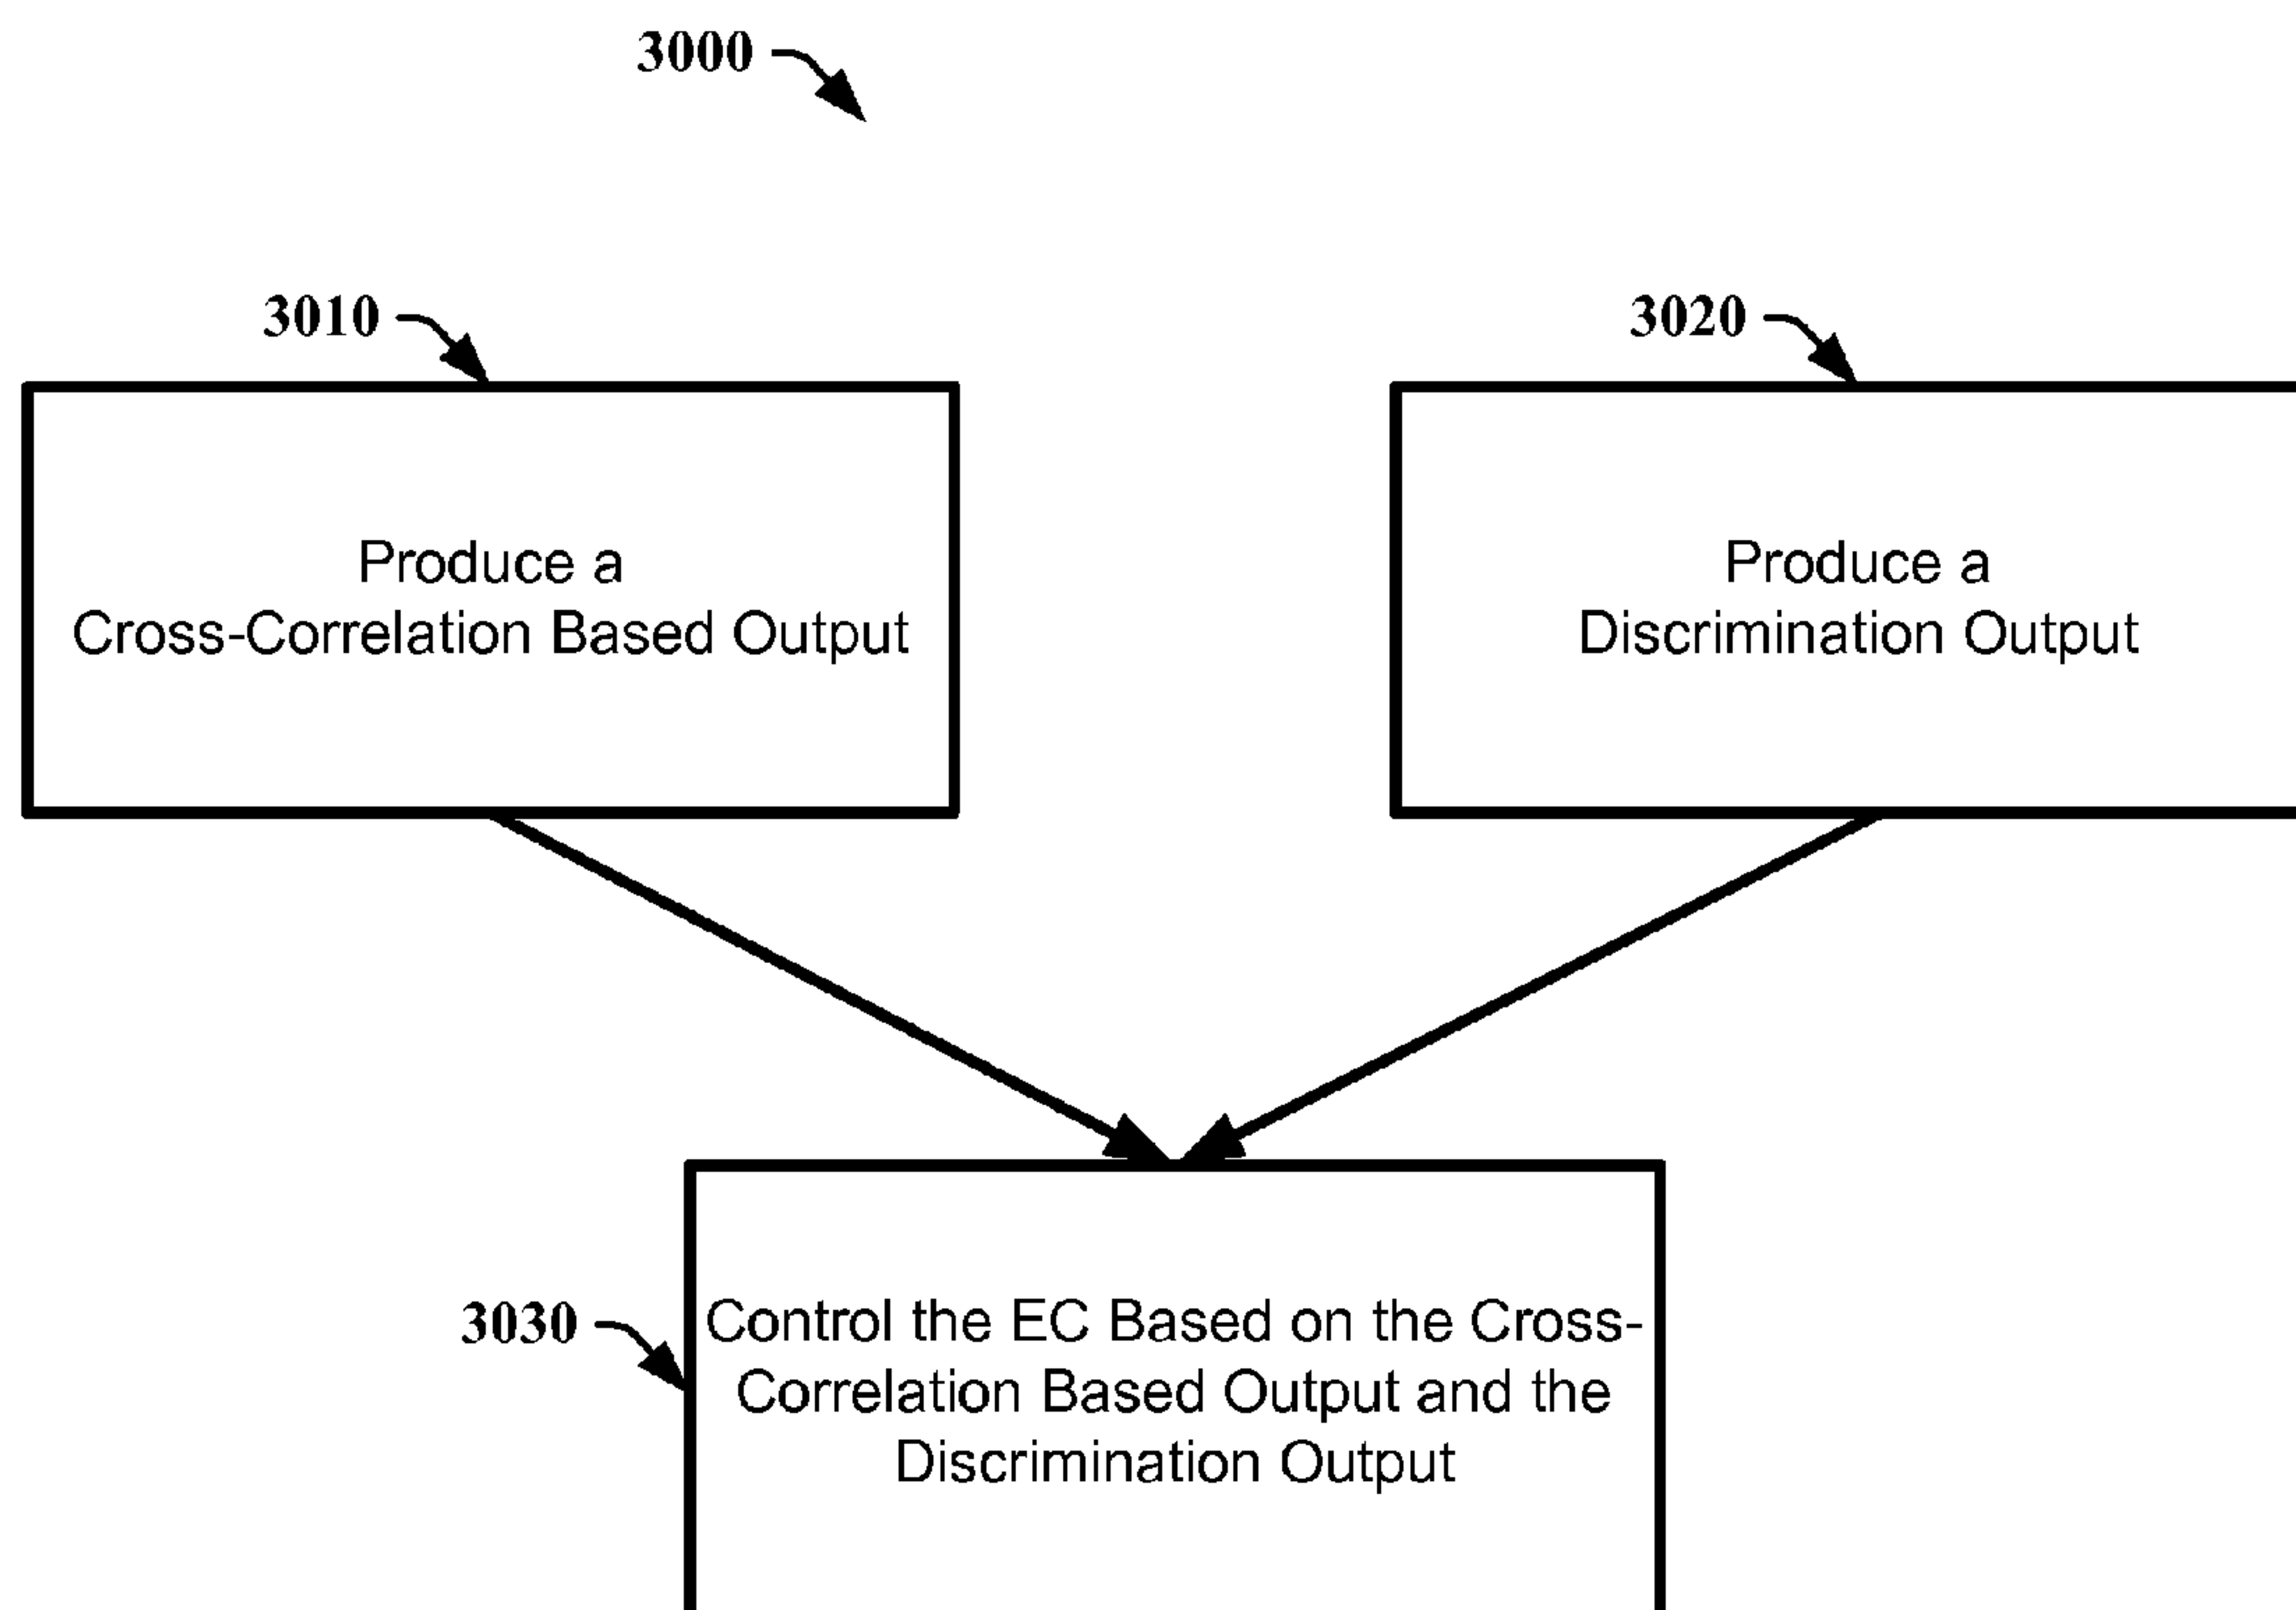 3000
3010
3020
Produce a
Cross-Correlation Based Output
Produce a
Discrimination Output
3030
Control the EC Based on the Cross-
Correlation Based Output and the
Discrimination Output